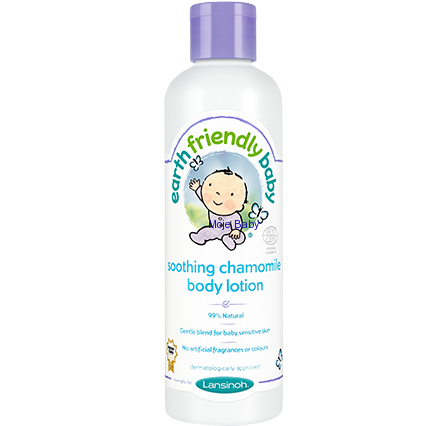 earth friendly baby
Moje Baby
®
soothing chamomile
body lotion
99% Natural
Gentle blend for baby sensitive skin
No artificial fragrances or colours
dermatologically approved
Lansinoh®